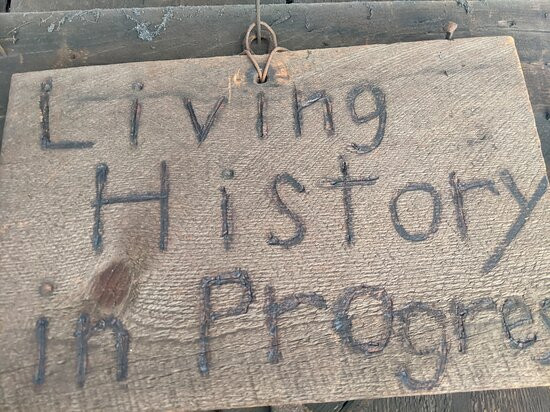 Living
History
in Progres